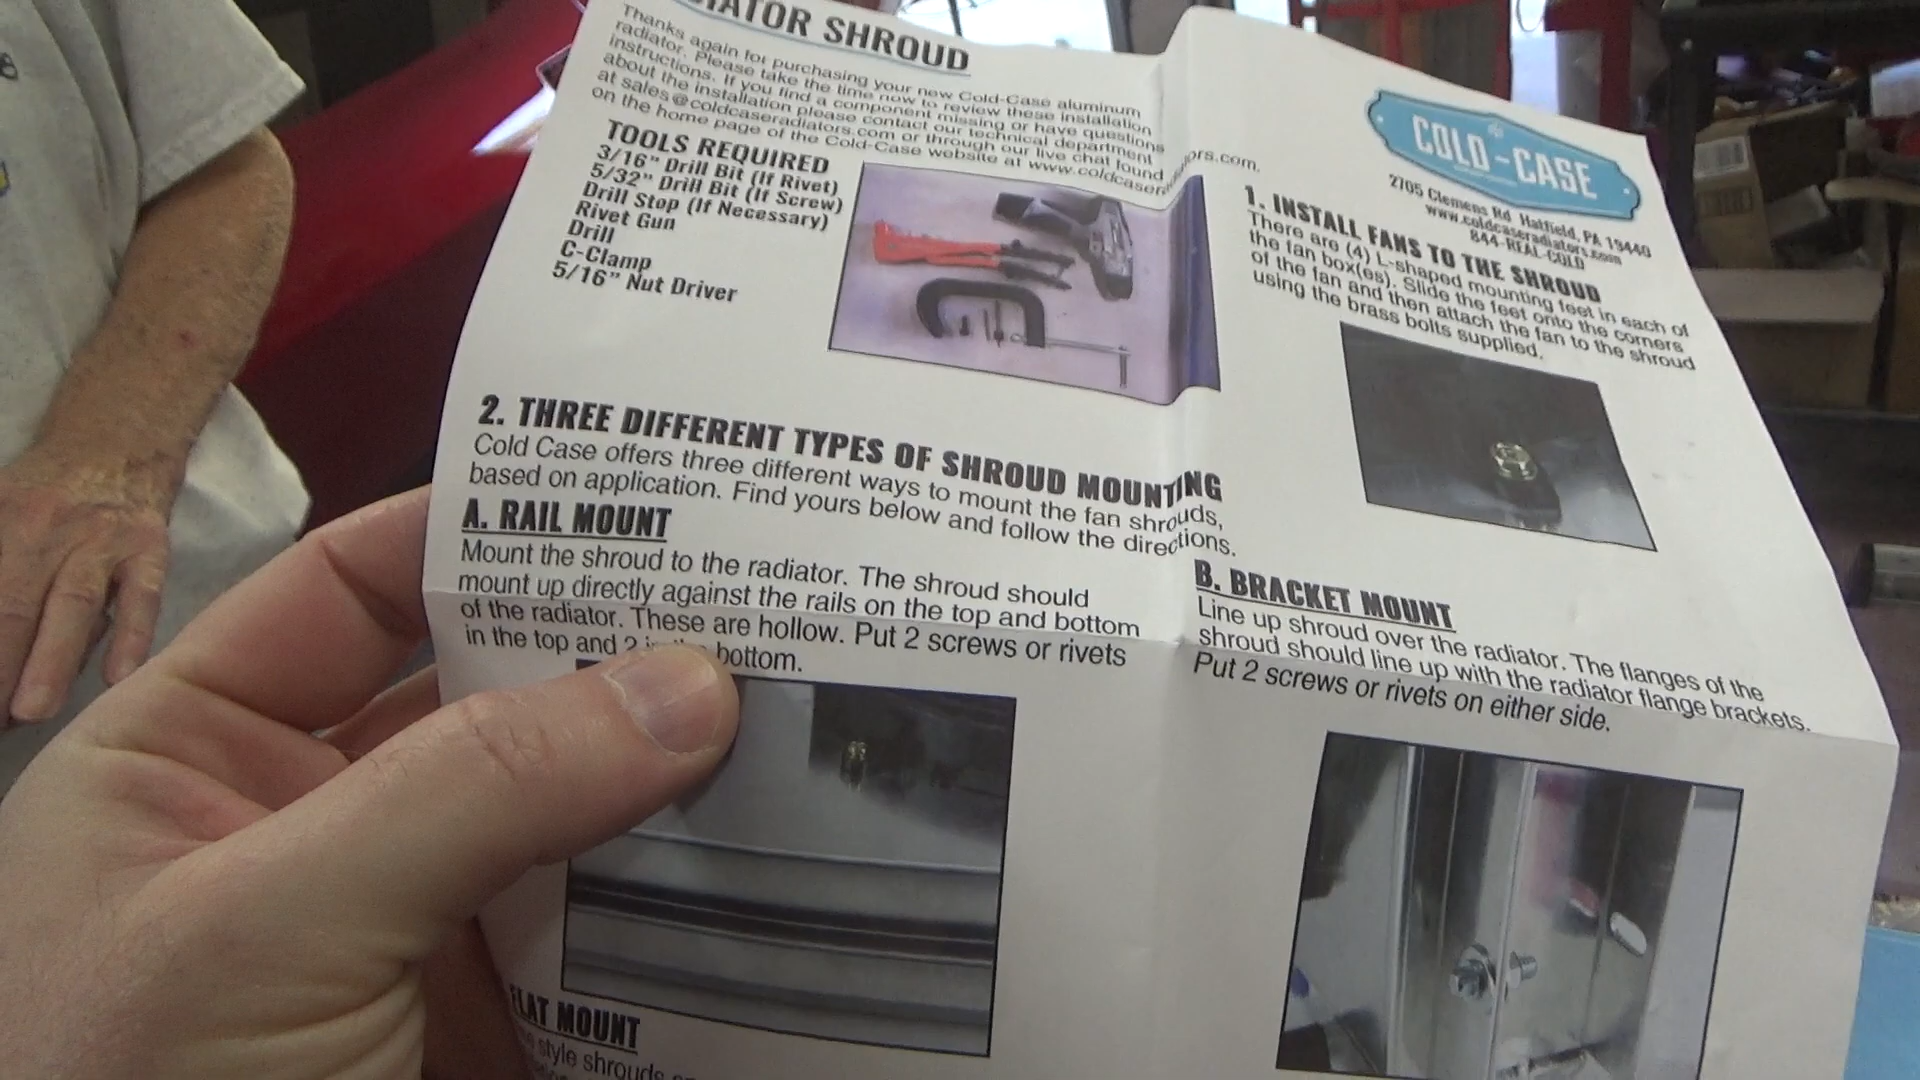 SHROUD
Thanks again for purchasing your new Cold-Case aluminum
radiator. Please take the time now to review these installation
instructions. If you find a component missing or have questions
about the installation please contact our technical department
at sales@coldcaseradiators.com or through our live chat found
on the home page of the Cold-Case website at
TOOLS REQUIRED
3/16" Drill Bit (If Rivet)
5/32" Drill Bit (If Screw)
Drill Stop (If Necessary)
Rivet Gun
Drill
C-Clamp
5/16" Nut Driver
COLD-CASE
2705 Clemens Rd Hatfield, PA 19440
www.coldcaseradiators.com
844-REAL-COLD
1. INSTALL FANS TO THE SHROUD
There are (4) L-shaped mounting feet in each of
the fan box(es). Slide the feet onto the corners
of the fan and then attach the fan to the shroud
using the brass bolts supplied.
2. THREE DIFFERENT TYPES OF SHROUD MOUNTING
Cold Case offers three different ways to mount the fan shrouds,
based on application. Find yours below and follow the directions.
A. RAIL MOUNT
Mount the shroud to the radiator. The shroud should
mount up directly against the rails on the top and bottom
of the radiator. These are hollow. Put 2 screws or rivets
in the top and 2 bottom.
B. BRACKET MOUNT
Line up shroud over the radiator. The flanges of the
shroud should line up with the radiator flange brackets.
Put 2 screws or rivets on either side.
FLAT MOUNT
style shrouds